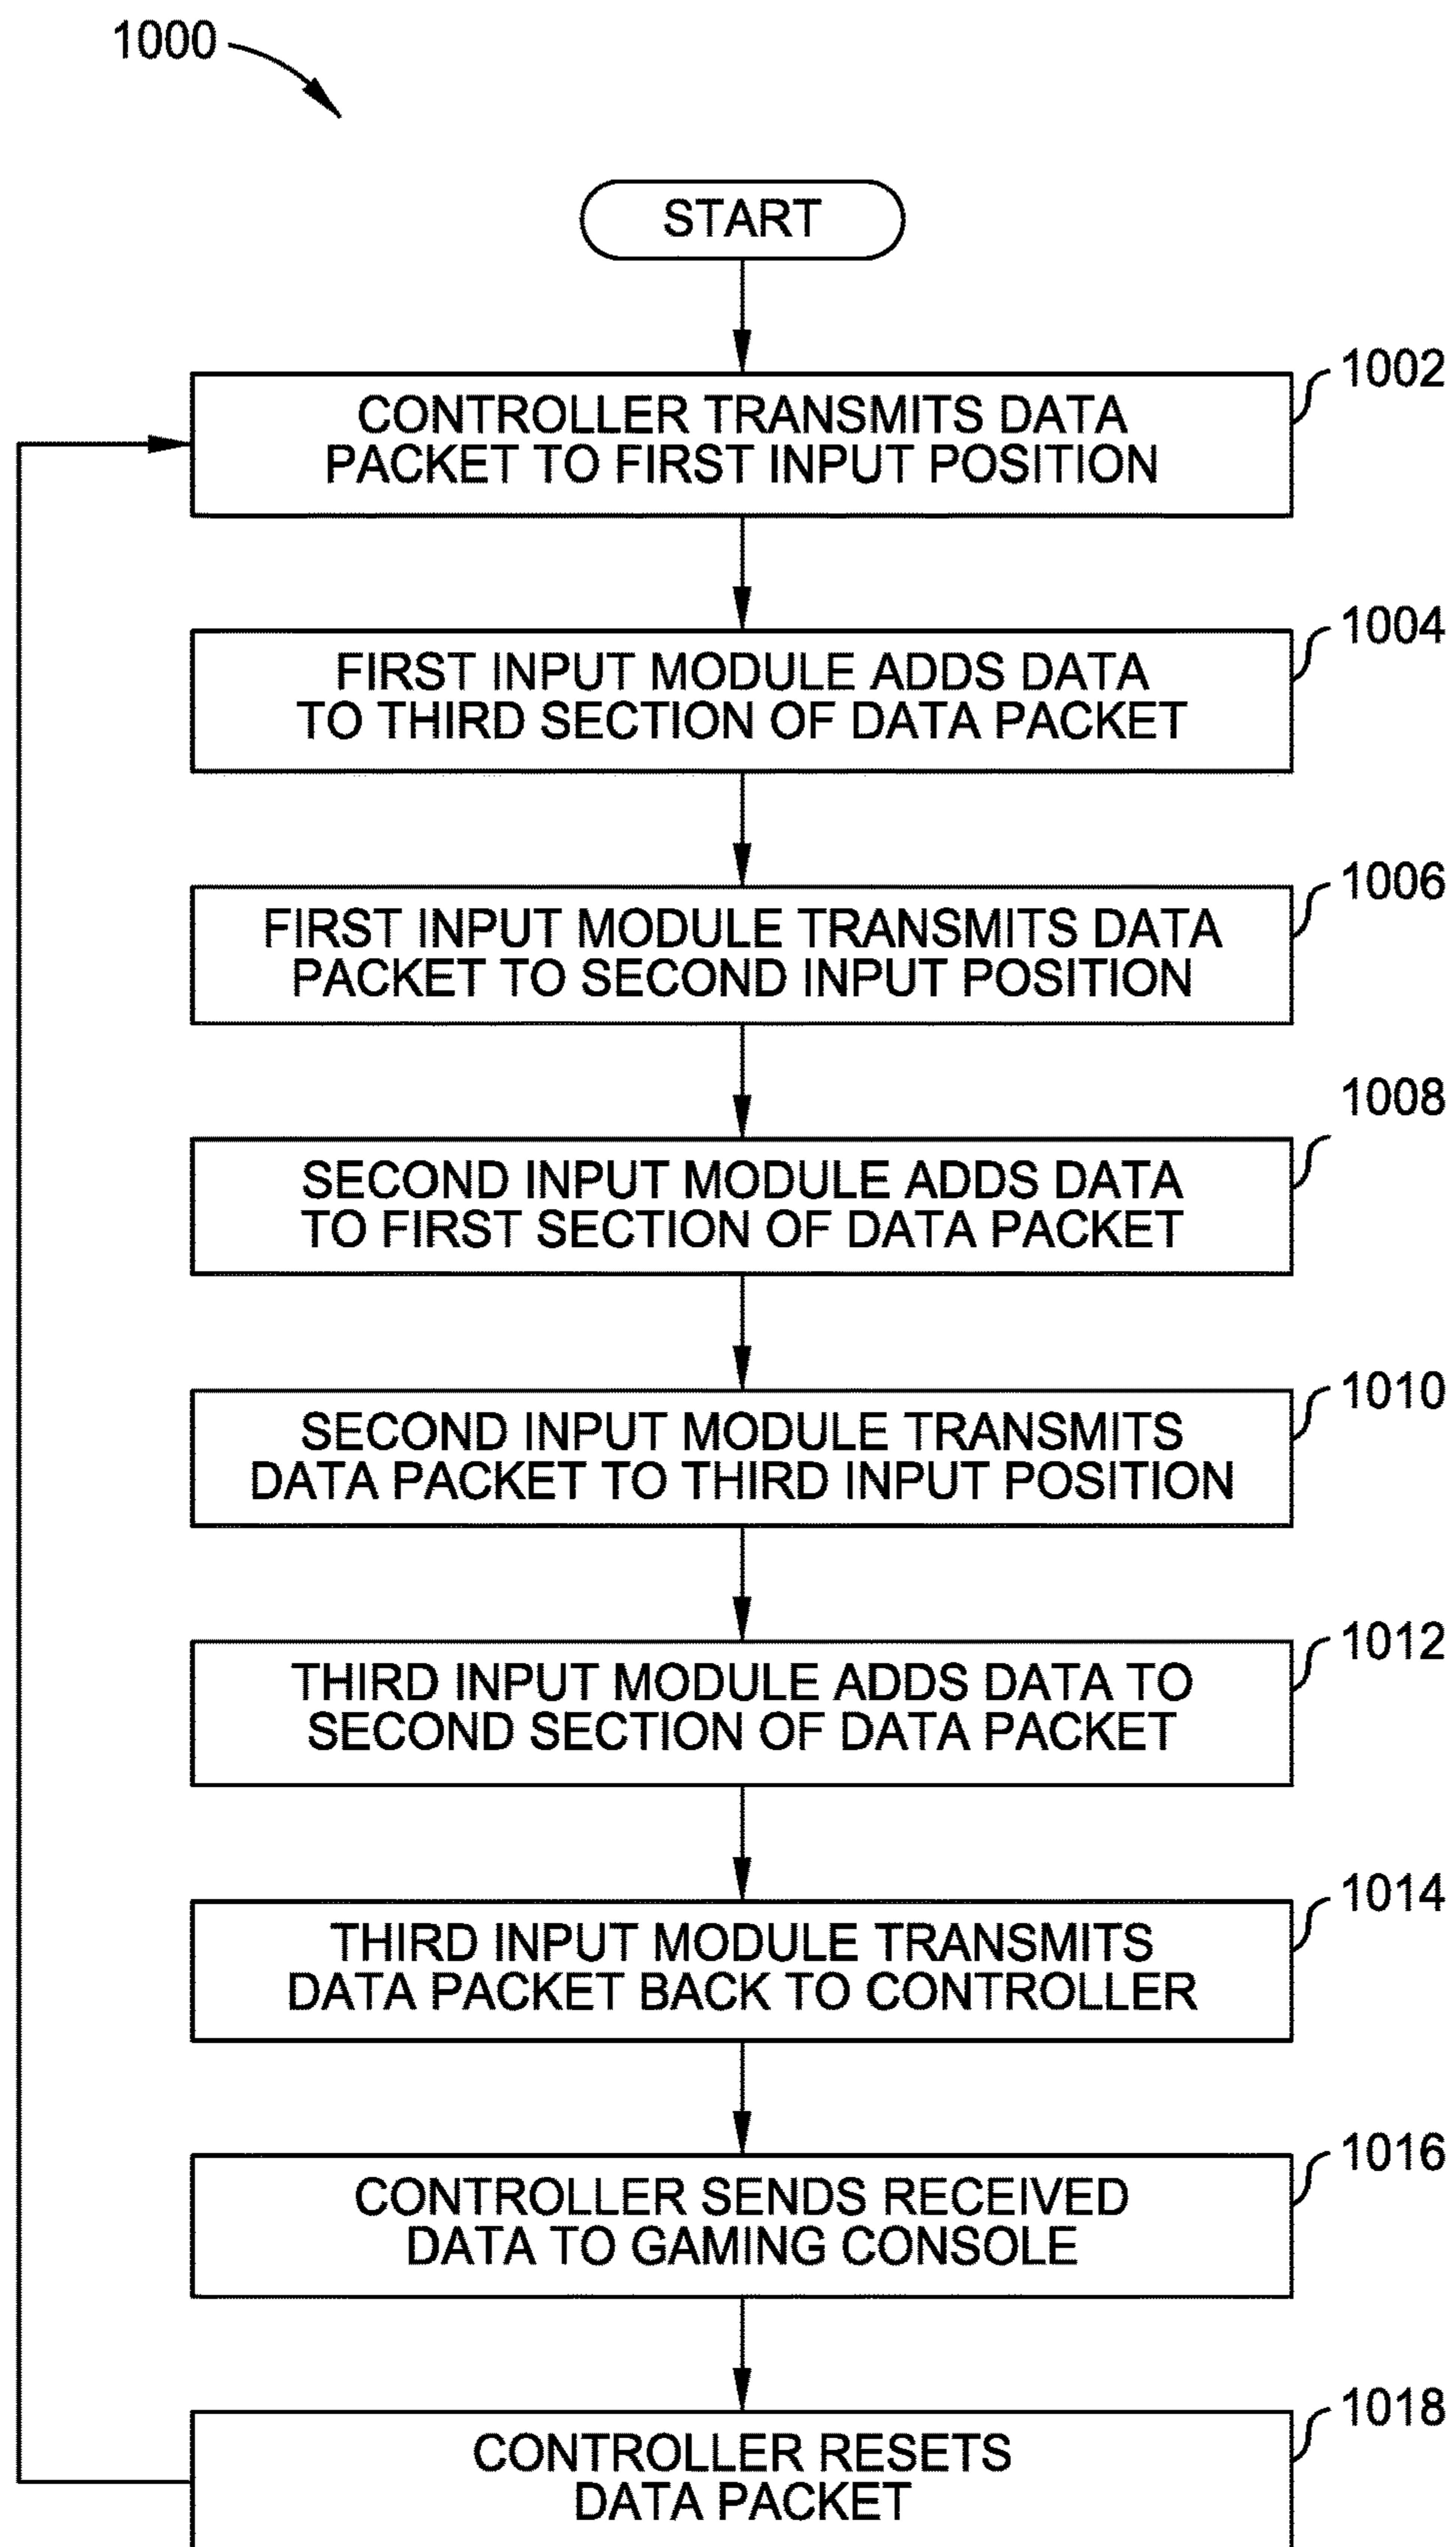 1000
START
1002
CONTROLLER TRANSMITS DATA
PACKET TO FIRST INPUT POSITION
1004
FIRST INPUT MODULE ADDS DATA
TO THIRD SECTION OF DATA PACKET
1006
FIRST INPUT MODULE TRANSMITS DATA
PACKET TO SECOND INPUT POSITION
1008
SECOND INPUT MODULE ADDS DATA
TO FIRST SECTION OF DATA PACKET
1010
SECOND INPUT MODULE TRANSMITS
DATA PACKET TO THIRD INPUT POSITION
1012
THIRD INPUT MODULE ADDS DATA TO
SECOND SECTION OF DATA PACKET
1014
THIRD INPUT MODULE TRANSMITS
DATA PACKET BACK TO CONTROLLER
1016
CONTROLLER SENDS RECEIVED
DATA TO GAMING CONSOLE
1018
CONTROLLER RESETS
DATA PACKET